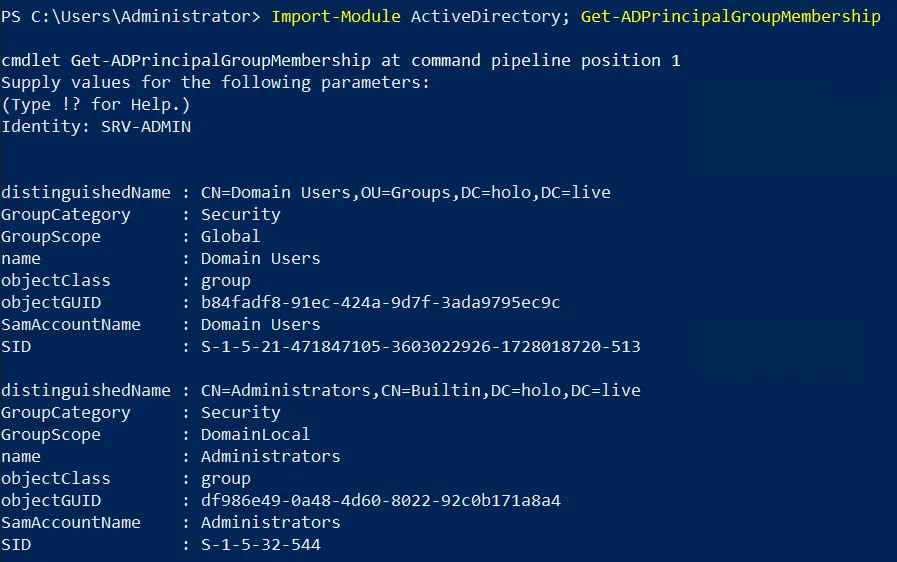 PS C:\Users\Administrator> Import-Module ActiveDirectory; Get-ADPrincipalGroupMembership
cmdlet Get-ADPrincipalGroupMembership at command pipeline position 1
Supply values for the following parameters:
(Type !? for Help.)
Identity: SRV-ADMIN
distinguishedName : CN=Domain Users,OU=Groups,DC=holo,DC=live
GroupCategory     : Security
GroupScope        : Global
name              : Domain Users
objectClass       : group
objectGUID        : b84fadf8-91ec-424a-9d7f-3ada9795ec9c
SamAccountName    : Domain Users
SID               : S-1-5-21-471847105-3603022926-1728018720-513
distinguishedName : CN=Administrators,CN=Builtin,DC=holo,DC=live
GroupCategory     : Security
GroupScope        : DomainLocal
name              : Administrators
objectClass       : group
objectGUID        : df986e49-0a48-4d60-8022-92c0b171a8a4
SamAccountName    : Administrators
SID               : S-1-5-32-544